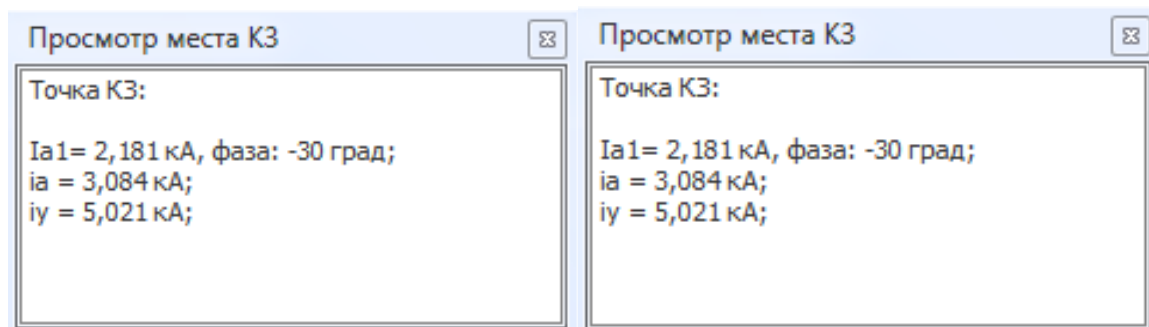 Просмотр места КЗ
Точка КЗ:
Ia1= 2,181 кА, фаза: -30 град;
ia = 3,084 кА;
iy = 5,021 кА;
Просмотр места КЗ
Точка КЗ:
Ia1= 2,181 кА, фаза: -30 град;
ia = 3,084 кА;
iy = 5,021 кА;